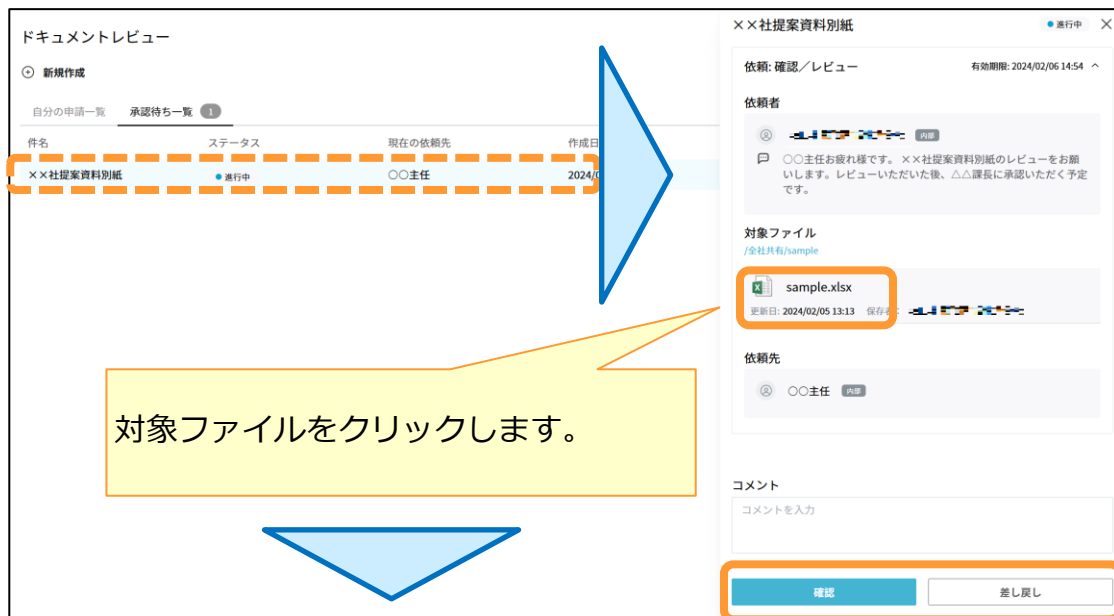 ドキュメントレビュー
新規作成
自分の申請一覧 承認待ち一覧 1
件名 ステータス 現在の依頼先 作成日
××社提案資料別紙 進行中 〇〇主任 2024/0
対象ファイルをクリックします。
××社提案資料別紙 進行中
依頼: 確認／レビュー 有効期限: 2024/02/06 14:54
依頼者
内部
〇〇主任お疲れ様です。 ××社提案資料別紙のレビューをお願
いします。レビューいただいた後、△△課長に承認いただく予定
です。
対象ファイル
/全社共有/sample
sample.xlsx
更新日: 2024/02/05 13:13 保存者:
依頼先
〇〇主任 内部
コメント
コメントを入力
確認 差し戻し